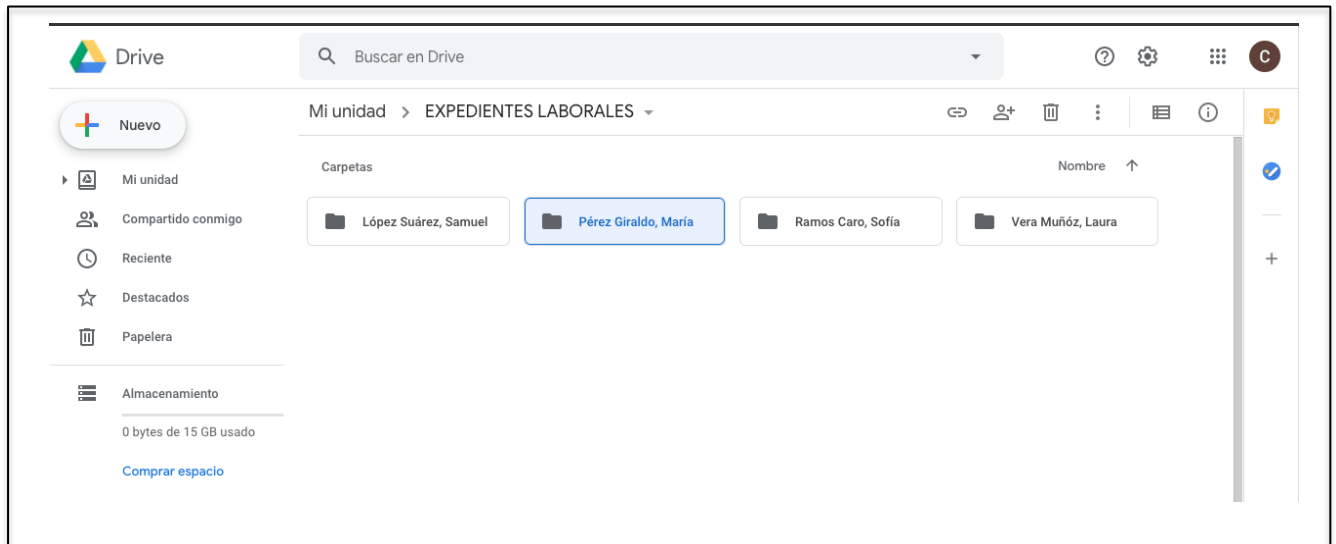 Drive
Buscar en Drive
C
Nuevo
Mi unidad > EXPEDIENTES LABORALES
Carpetas
Nombre
Mi unidad
López Suárez, Samuel
Pérez Giraldo, María
Ramos Caro, Sofía
Vera Muñóz, Laura
Compartido conmigo
Reciente
Destacados
Papelera
Almacenamiento
0 bytes de 15 GB usado
Comprar espacio